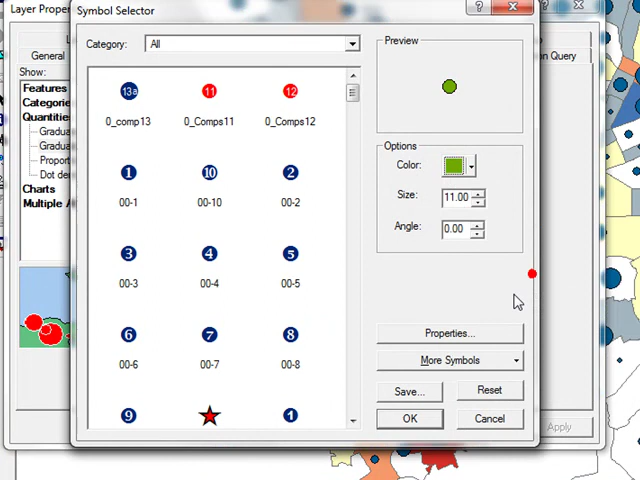 Layer Proper
Symbol Selector
General
on Query
Show:
Features
Categorie
Quantities
Gradua
Gradua
Proport
Dot de
Charts
Multiple A
Category:
All
13a
11
12
0_comp13
0_Comps11
0_Comps12
1
10
2
00-1
00-10
00-2
3
4
5
00-3
00-4
00-5
6
7
8
00-6
00-7
00-8
9
1
Preview
Options
Color:
Size:
11.00
Angle:
0.00
Properties...
More Symbols
Save...
Reset
OK
Cancel
Apply